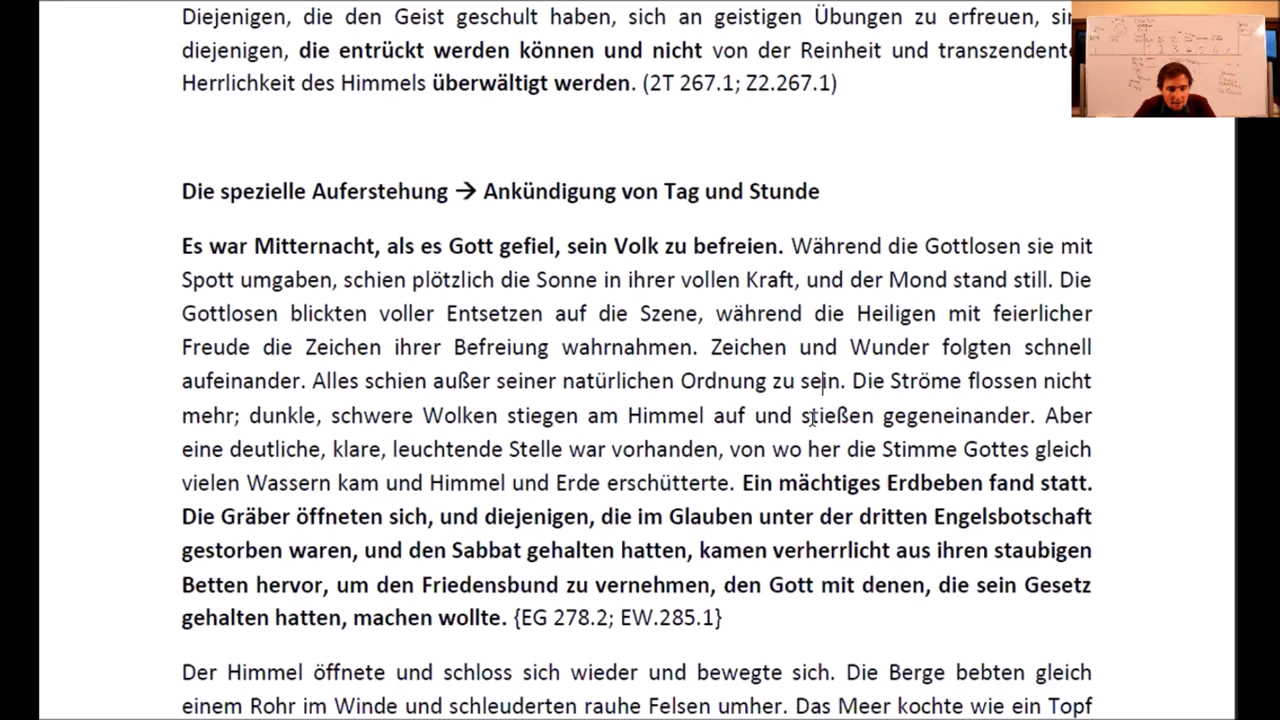 Diejenigen, die den Geist geschult haben, sich an geistigen Übungen zu erfreuen,
diejenigen, die entrückt werden können und nicht von der Reinheit und
Herrlichkeit des Himmels überwältigt werden. (2T 267.1; Z2.267.1)
Die spezielle Auferstehung → Ankündigung von Tag und Stunde
Es war Mitternacht, als es Gott gefiel, sein Volk zu befreien. Während die Gottlosen sie mit
Spott umgaben, schien plötzlich die Sonne in ihrer vollen Kraft, und der Mond stand still. Die
Gottlosen blickten voller Entsetzen auf die Szene, während die Heiligen mit feierlicher
Freude die Zeichen ihrer Befreiung wahrnahmen. Zeichen und Wunder folgten schnell
aufeinander. Alles schien außer seiner natürlichen Ordnung zu sein. Die Ströme flossen nicht
mehr; dunkle, schwere Wolken stiegen am Himmel auf und stießen gegeneinander. Aber
eine deutliche, klare, leuchtende Stelle war vorhanden, von wo her die Stimme Gottes gleich
vielen Wassern kam und Himmel und Erde erschütterte. Ein mächtiges Erdbeben fand statt.
Die Gräber öffneten sich, und diejenigen, die im Glauben unter der dritten Engelsbotschaft
gestorben waren, und den Sabbat gehalten hatten, kamen verherrlicht aus ihren staubigen
Betten hervor, um den Friedensbund zu vernehmen, den Gott mit denen, die sein Gesetz
gehalten hatten, machen wollte. {EG 278.2; EW.285.1}
Der Himmel öffnete und schloss sich wieder und bewegte sich. Die Berge bebten gleich
einem Rohr im Winde und schleuderten rauhe Felsen umher. Das Meer kochte wie ein Topf